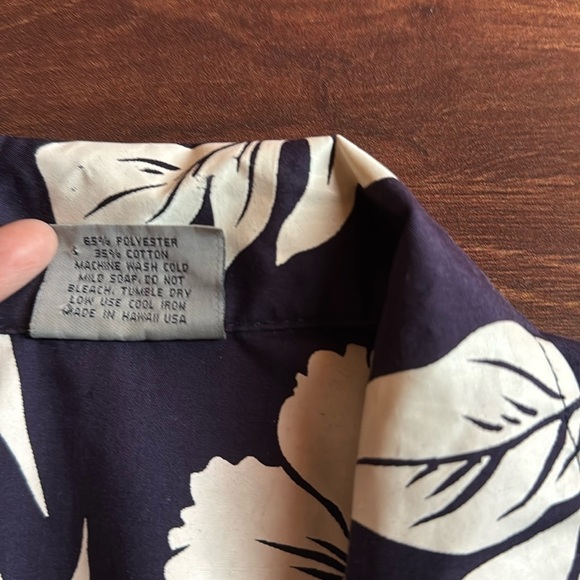 65% POLYESTER
35% COTTON
MACHINE WASH COLD
MILD SOAP, DO NOT
BLEACH, TUMBLE DRY
LOW USE COOL IRON
MADE IN HAWAII USA